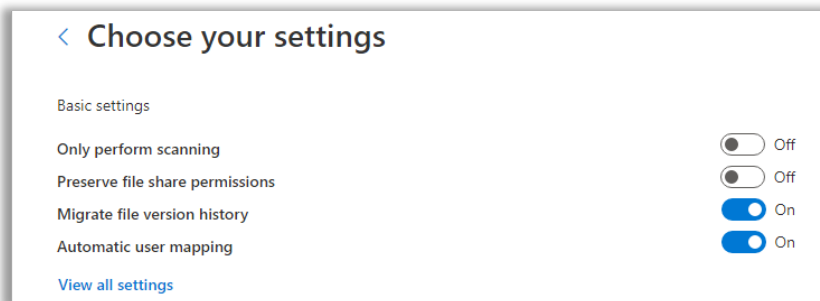 Choose your settings
Basic settings
Only perform scanning Off
Preserve file share permissions Off
Migrate file version history On
Automatic user mapping On
View all settings